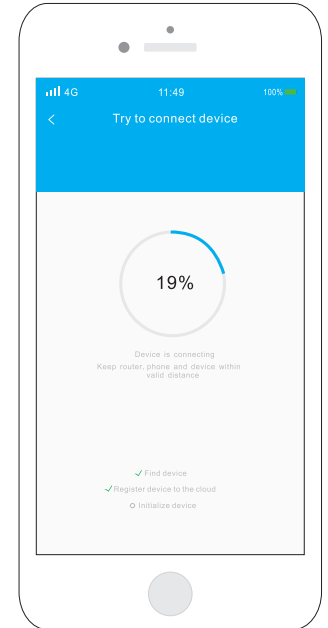 4G 11:49 100%
Try to connect device
19%
Device is connecting
Keep router, phone and device within
valid distance
Find device
Register device to the cloud
Initialize device